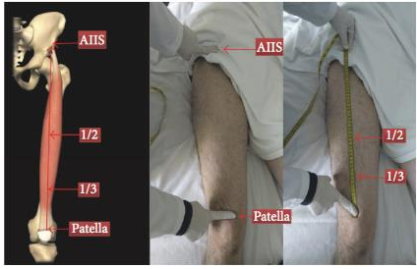 AIIS
1/2
1/3
Patella
AIIS
Patella
1/2
1/3